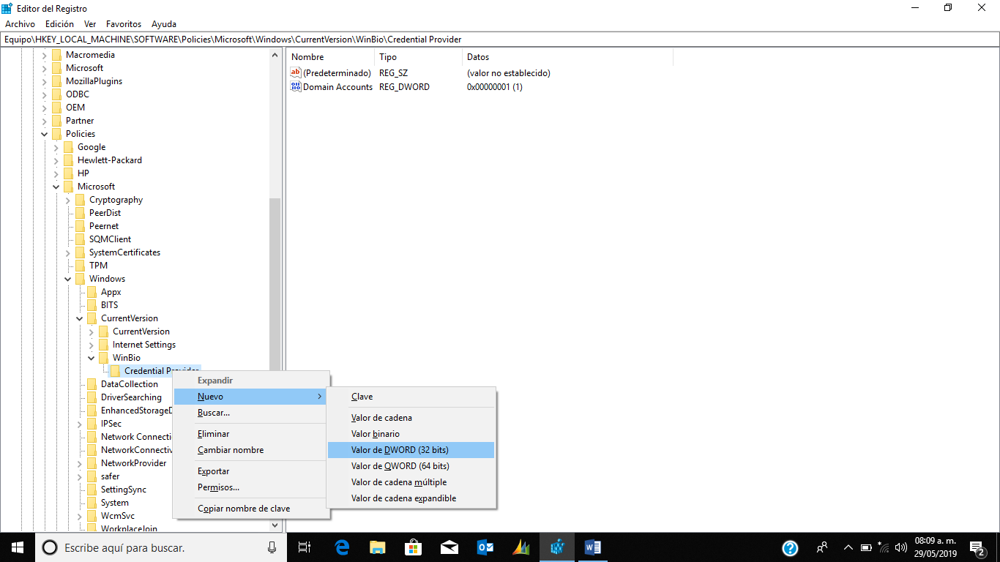 Editor del Registro
Archivo Edición Ver Favoritos Ayuda
Equipo\HKEY_LOCAL_MACHINE\SOFTWARE\Policies\Microsoft\Windows\CurrentVersion\WinBio\Credential Provider
Macromedia
Microsoft
MozillaPlugins
ODBC
OEM
Partner
Policies
Google
Hewlett-Packard
HP
Microsoft
Cryptography
PeerDist
Peernet
SQMClient
SystemCertificates
TPM
Windows
Appx
BITS
CurrentVersion
CurrentVersion
Internet Settings
WinBio
Credential Provider
DataCollection
DriverSearching
EnhancedStorageD
IPSec
Network Connecti
NetworkConnectiv
NetworkProvider
safer
SettingSync
System
WcmSvc
WorkplaceJoin
Nombre Tipo Datos
(Predeterminado) REG_SZ (valor no establecido)
Domain Accounts REG_DWORD 0x00000001 (1)
Expandir
Nuevo
Buscar...
Eliminar
Cambiar nombre
Exportar
Permisos...
Copiar nombre de clave
Clave
Valor de cadena
Valor binario
Valor de DWORD (32 bits)
Valor de QWORD (64 bits)
Valor de cadena múltiple
Valor de cadena expandible
Escribe aquí para buscar.
08:09 a. m.
29/05/2019
2